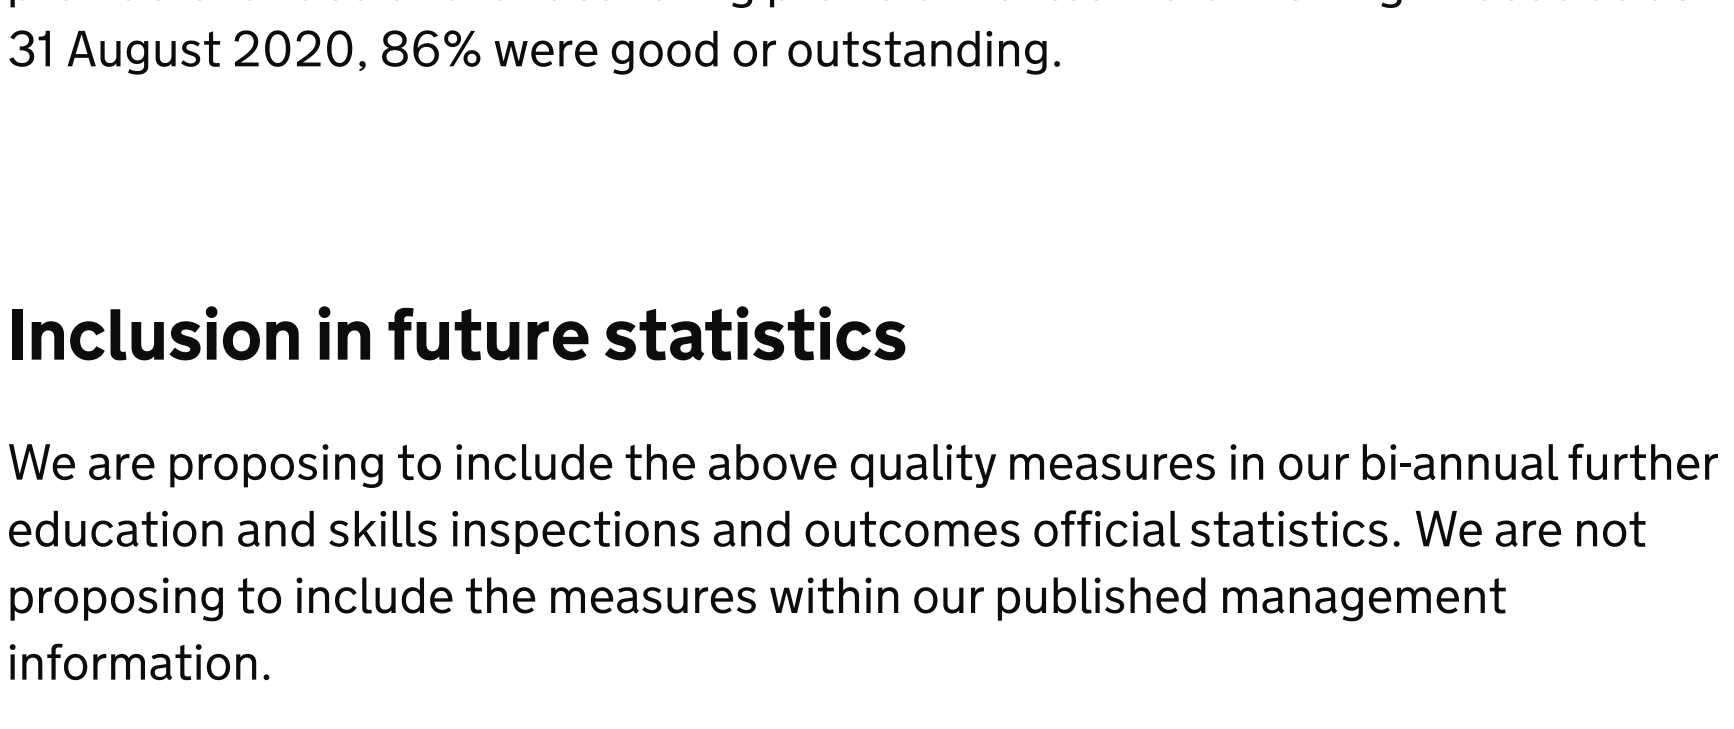 31 August 2020, 86% were good or outstanding.
Inclusion in future statistics
We are proposing to include the above quality measures in our bi-annual further
education and skills inspections and outcomes official statistics. We are not
proposing to include the measures within our published management
information.